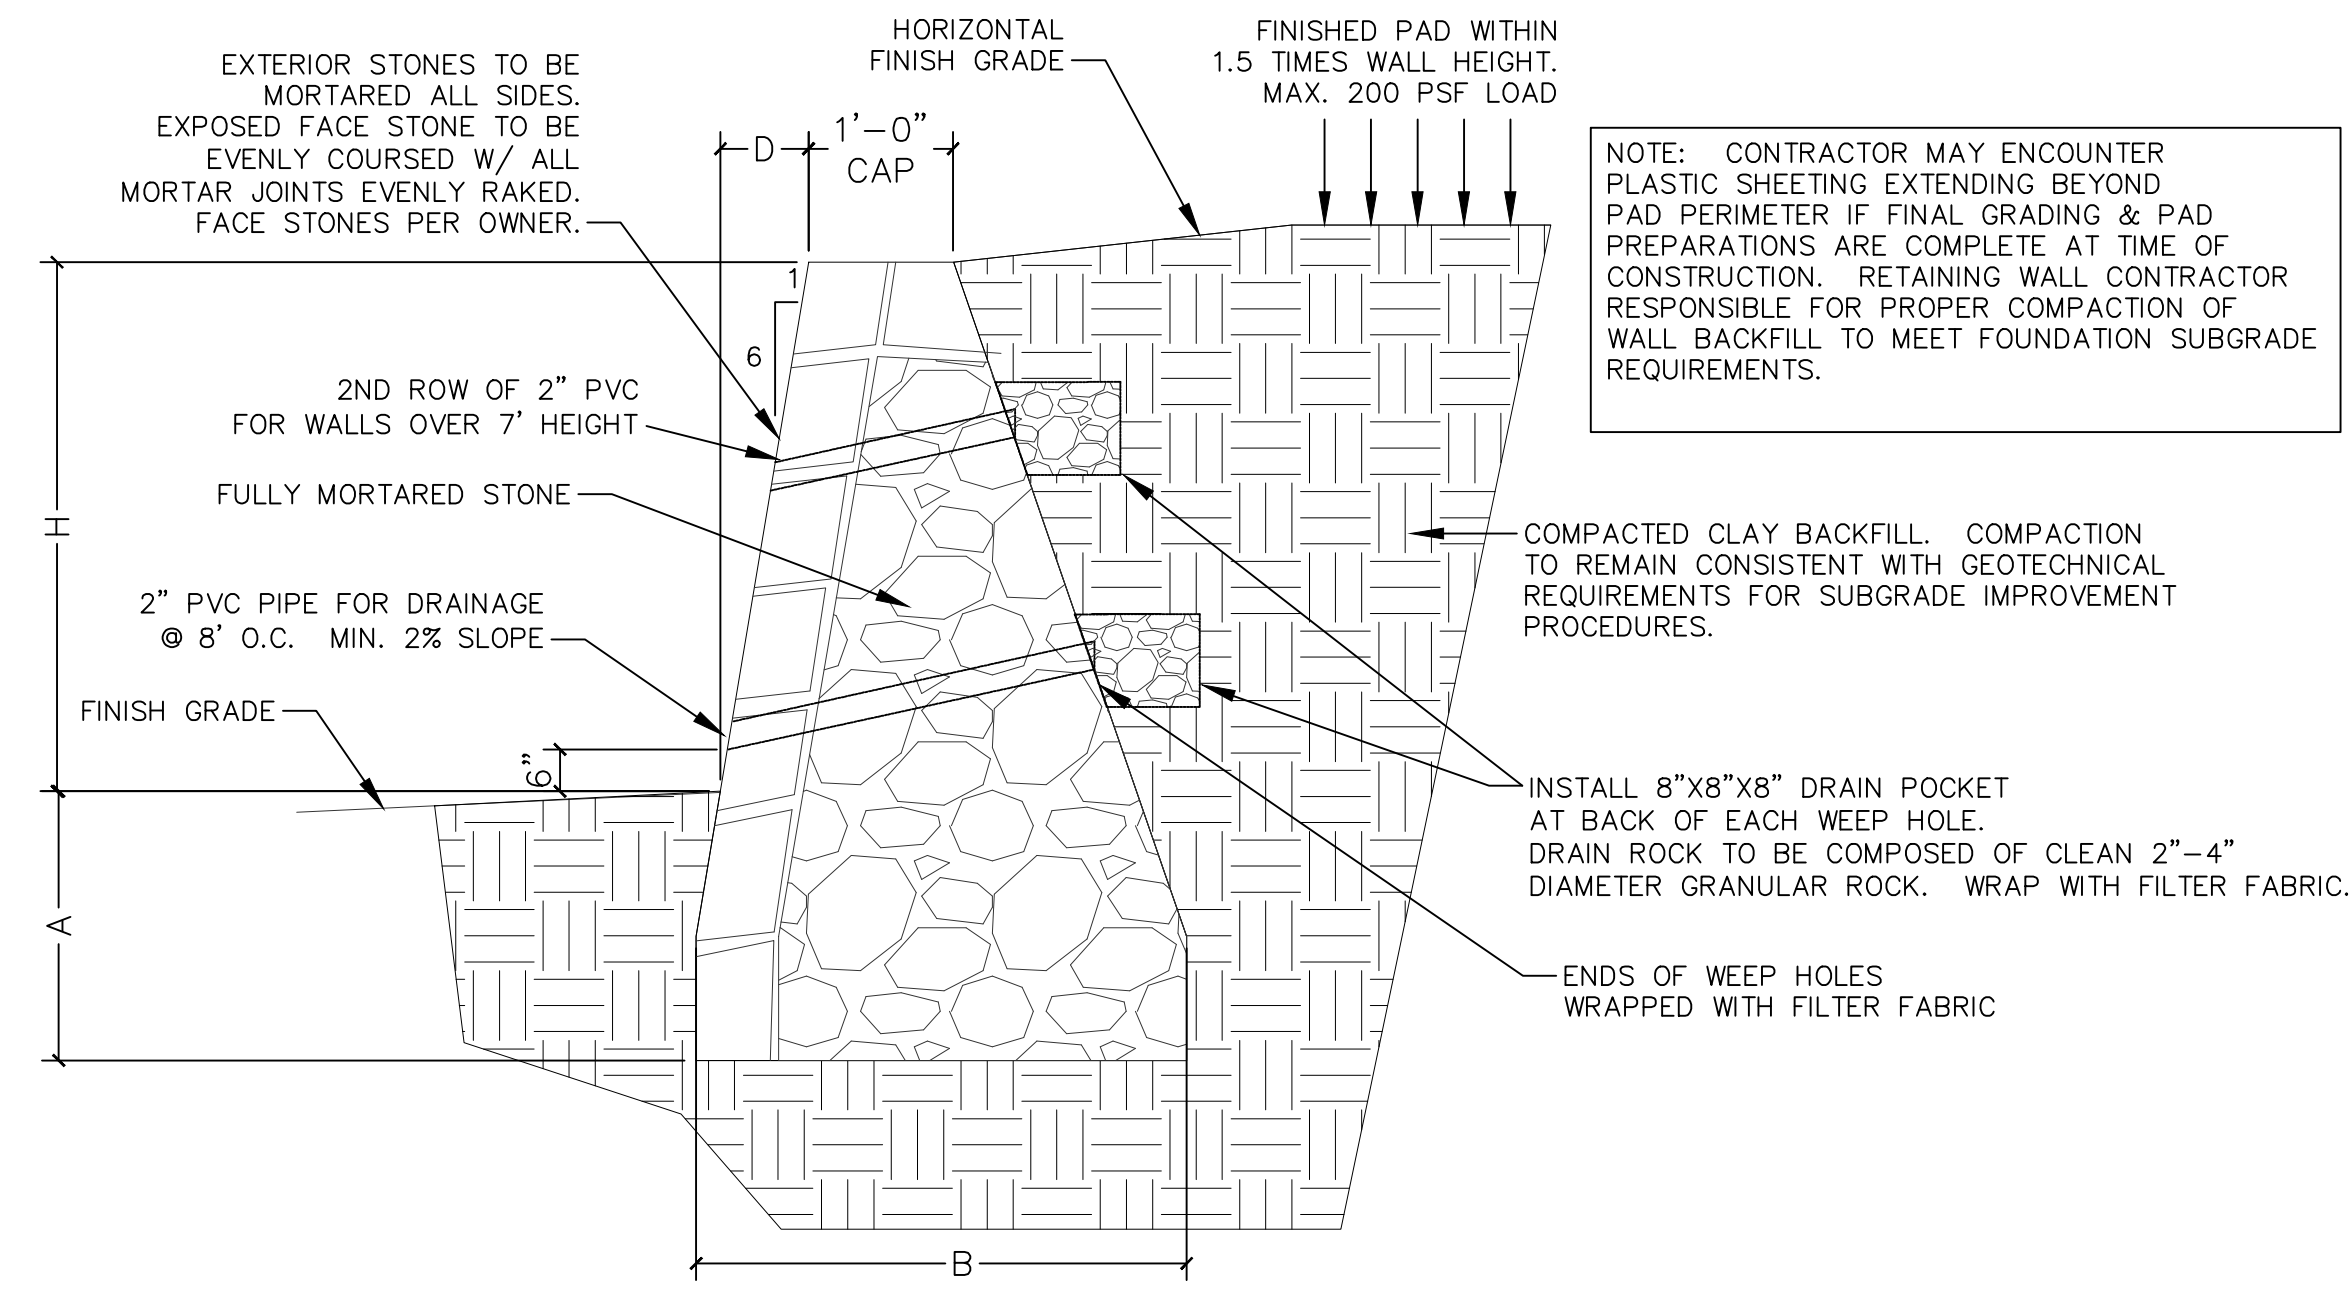 HORIZONTAL
FINISH GRADE
FINISHED PAD WITHIN
1.5 TIMES WALL HEIGHT.
MAX. 200 PSF LOAD
EXTERIOR STONES TO BE
MORTARED ALL SIDES.
EXPOSED FACE STONE TO BE
EVENLY COURSED W/ ALL
MORTAR JOINTS EVENLY RAKED.
FACE STONES PER OWNER.
D
1'-0"
CAP
NOTE: CONTRACTOR MAY ENCOUNTER
PLASTIC SHEETING EXTENDING BEYOND
PAD PERIMETER IF FINAL GRADING & PAD
PREPARATIONS ARE COMPLETE AT TIME OF
CONSTRUCTION. RETAINING WALL CONTRACTOR
RESPONSIBLE FOR PROPER COMPACTION OF
WALL BACKFILL TO MEET FOUNDATION SUBGRADE
REQUIREMENTS.
1
6
2ND ROW OF 2" PVC
FOR WALLS OVER 7' HEIGHT
FULLY MORTARED STONE
H
COMPACTED CLAY BACKFILL. COMPACTION
TO REMAIN CONSISTENT WITH GEOTECHNICAL
REQUIREMENTS FOR SUBGRADE IMPROVEMENT
PROCEDURES.
2" PVC PIPE FOR DRAINAGE
@ 8' O.C. MIN. 2% SLOPE
FINISH GRADE
6"
INSTALL 8"X8"X8" DRAIN POCKET
AT BACK OF EACH WEEP HOLE.
DRAIN ROCK TO BE COMPOSED OF CLEAN 2"-4"
DIAMETER GRANULAR ROCK. WRAP WITH FILTER FABRIC.
A
ENDS OF WEEP HOLES
WRAPPED WITH FILTER FABRIC
B